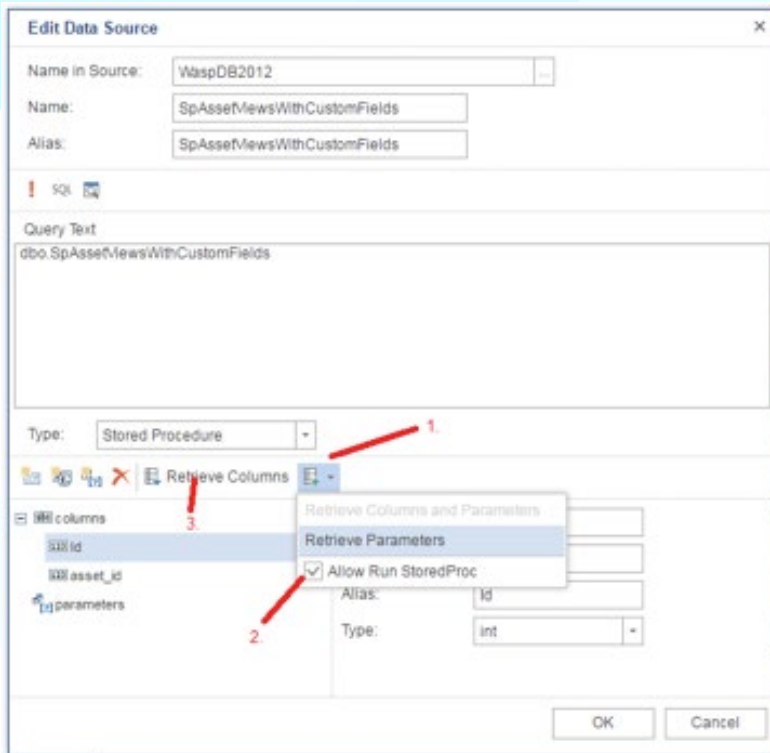 Edit Data Source
Name in Source: WaspDB2012 ...
Name: SpAssetViewsWithCustomFields
Alias: SpAssetViewsWithCustomFields
! SQL
Query Text
dbo.SpAssetViewsWithCustomFields
Type: Stored Procedure
1.
Retrieve Columns
3.
columns
Retrieve Columns and Parameters
Id
Retrieve Parameters
asset_id
Allow Run StoredProc
parameters
Alias: Id
2.
Type: int
OK Cancel